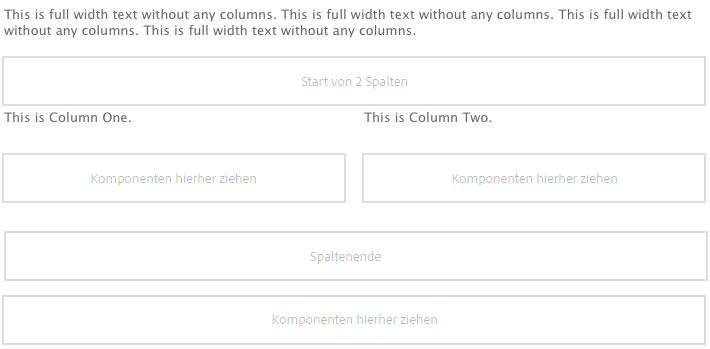 This is full width text without any columns. This is full width text without any columns. This is full width text
without any columns. This is full width text without any columns.
Start von 2 Spalten
This is Column One.
This is Column Two.
Komponenten hierher ziehen
Komponenten hierher ziehen
Spaltenende
Komponenten hierher ziehen